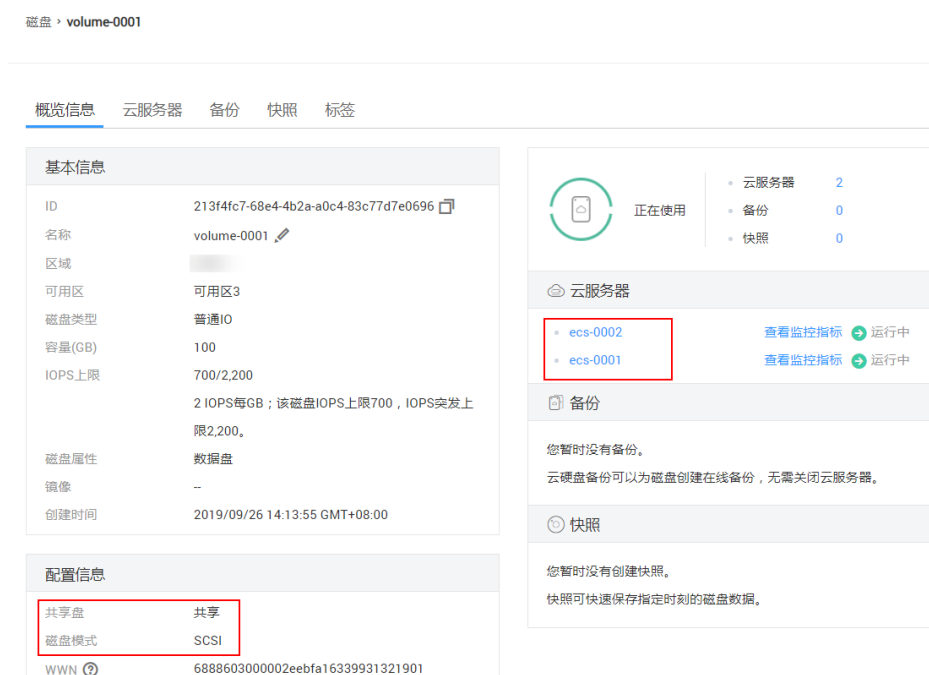 磁盘 › volume-0001
概览信息 云服务器 备份 快照 标签
基本信息
ID 213f4fc7-68e4-4b2a-a0c4-83c77d7e0696
名称 volume-0001
区域
可用区 可用区3
磁盘类型 普通IO
容量(GB) 100
IOPS上限 700/2,200
2 IOPS每GB；该磁盘IOPS上限700，IOPS突发上
限2,200。
磁盘属性 数据盘
镜像 --
创建时间 2019/09/26 14:13:55 GMT+08:00
配置信息
共享盘 共享
磁盘模式 SCSI
WWN 6888603000002eebfa16339931321901
正在使用
云服务器 2
备份 0
快照 0
云服务器
ecs-0002 查看监控指标 运行中
ecs-0001 查看监控指标 运行中
备份
您暂时没有备份。
云硬盘备份可以为磁盘创建在线备份，无需关闭云服务器。
快照
您暂时没有创建快照。
快照可快速保存指定时刻的磁盘数据。